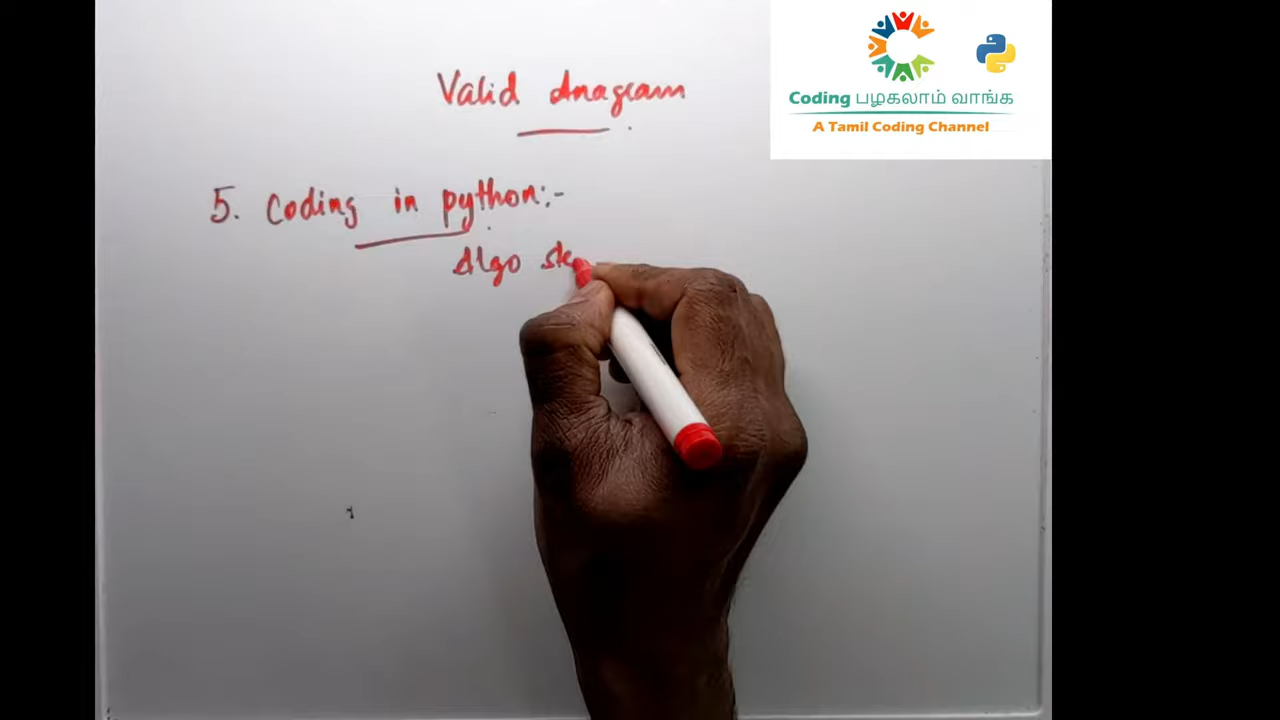 Valid Anagram
Coding பழகலாம் வாங்க
A Tamil Coding Channel
5. Coding in python:-
Algo